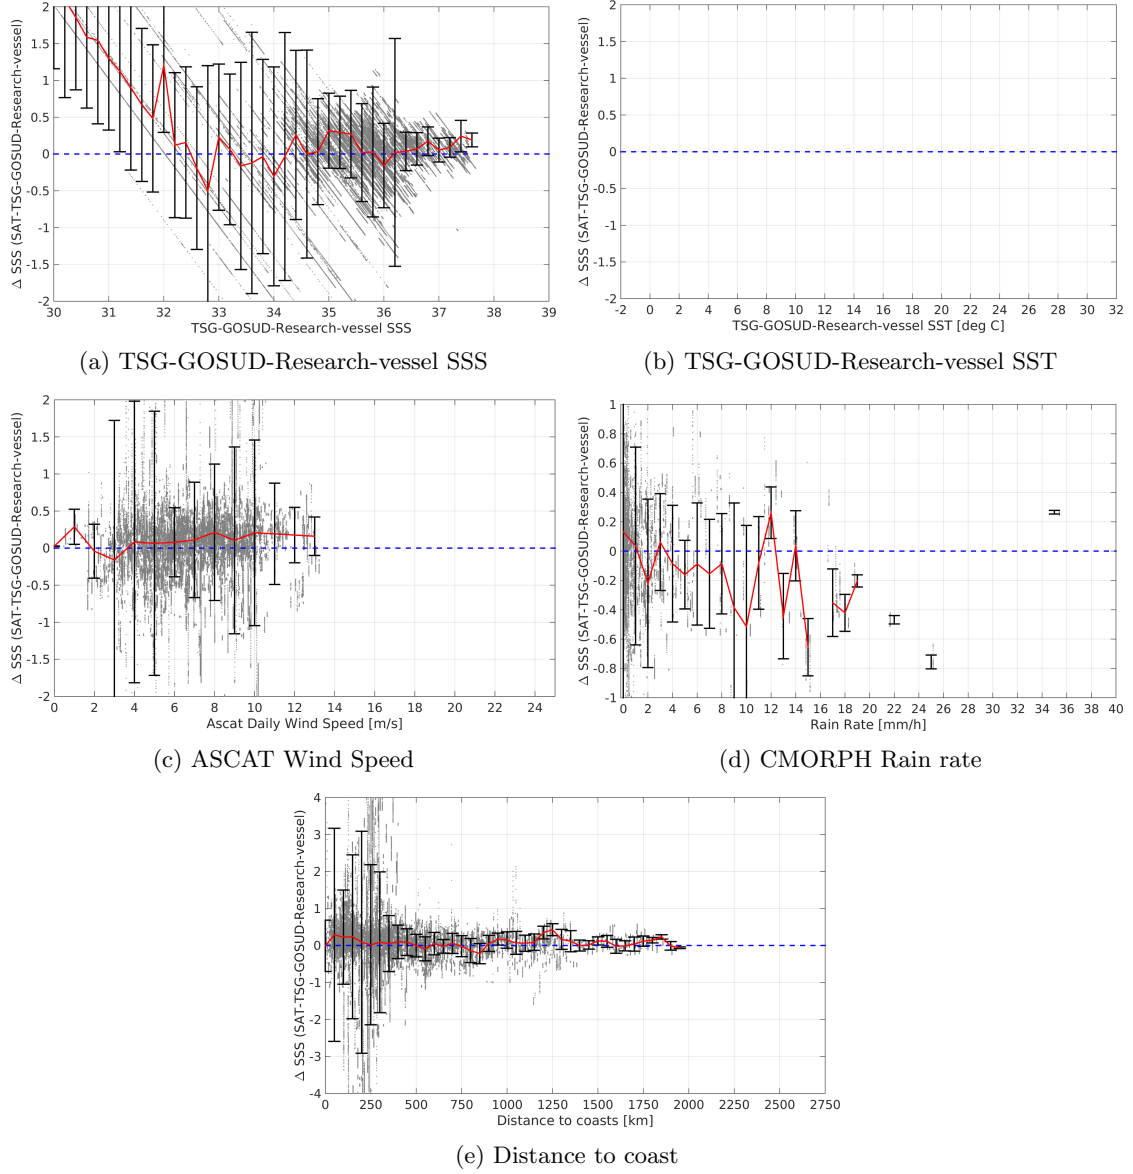 2
1.5
1
0.5
0
-0.5
-1
-1.5
-2
Δ SSS (SAT-TSG-GOSUD-Research-vessel)
30 31 32 33 34 35 36 37 38 39
TSG-GOSUD-Research-vessel SSS
(a) TSG-GOSUD-Research-vessel SSS
2
1.5
1
0.5
0
-0.5
-1
-1.5
-2
Δ SSS (SAT-TSG-GOSUD-Research-vessel)
-2 0 2 4 6 8 10 12 14 16 18 20 22 24 26 28 30 32
TSG-GOSUD-Research-vessel SST [deg C]
(b) TSG-GOSUD-Research-vessel SST
2
1.5
1
0.5
0
-0.5
-1
-1.5
-2
Δ SSS (SAT-TSG-GOSUD-Research-vessel)
0 2 4 6 8 10 12 14 16 18 20 22 24
Ascat Daily Wind Speed [m/s]
(c) ASCAT Wind Speed
1
0.8
0.6
0.4
0.2
0
-0.2
-0.4
-0.6
-0.8
-1
Δ SSS (SAT-TSG-GOSUD-Research-vessel)
0 2 4 6 8 10 12 14 16 18 20 22 24 26 28 30 32 34 36 38 40
Rain Rate [mm/h]
(d) CMORPH Rain rate
4
3
2
1
0
-1
-2
-3
-4
Δ SSS (SAT-TSG-GOSUD-Research-vessel)
0 250 500 750 1000 1250 1500 1750 2000 2250 2500 2750
Distance to coasts [km]
(e) Distance to coast